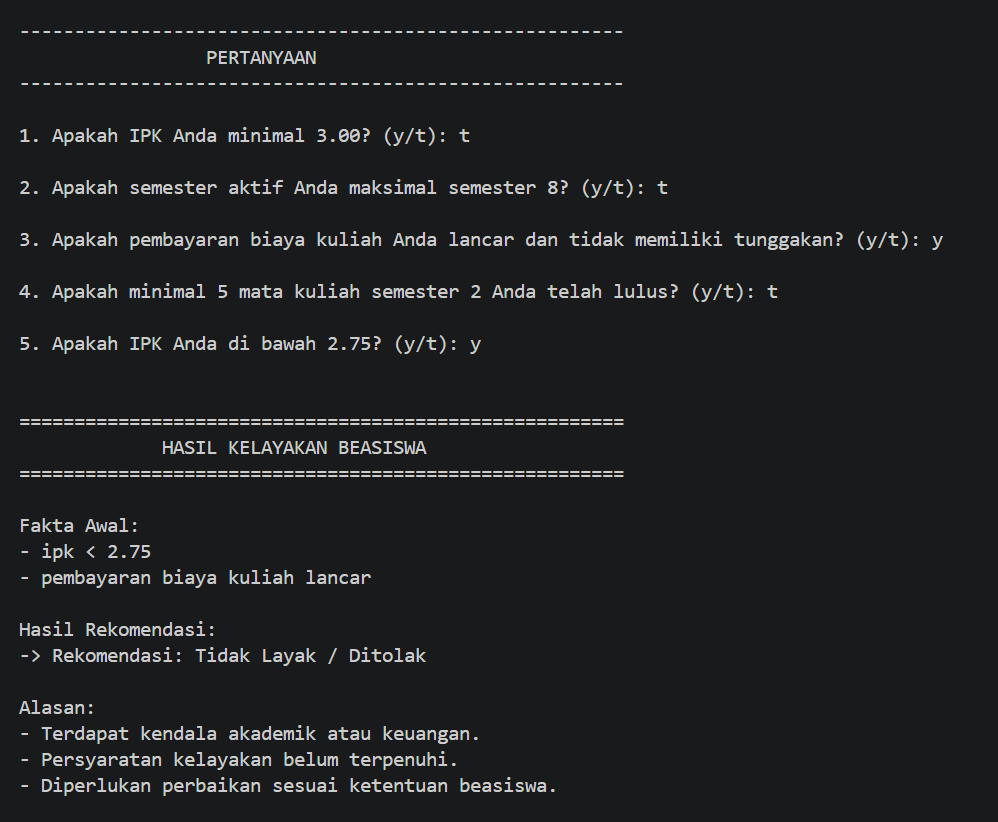 -------------------------------------------------------
PERTANYAAN
-------------------------------------------------------
1. Apakah IPK Anda minimal 3.00? (y/t): t
2. Apakah semester aktif Anda maksimal semester 8? (y/t): t
3. Apakah pembayaran biaya kuliah Anda lancar dan tidak memiliki tunggakan? (y/t): y
4. Apakah minimal 5 mata kuliah semester 2 Anda telah lulus? (y/t): t
5. Apakah IPK Anda di bawah 2.75? (y/t): y
=======================================================
HASIL KELAYAKAN BEASISWA
=======================================================
Fakta Awal:
- ipk < 2.75
- pembayaran biaya kuliah lancar
Hasil Rekomendasi:
-> Rekomendasi: Tidak Layak / Ditolak
Alasan:
- Terdapat kendala akademik atau keuangan.
- Persyaratan kelayakan belum terpenuhi.
- Diperlukan perbaikan sesuai ketentuan beasiswa.